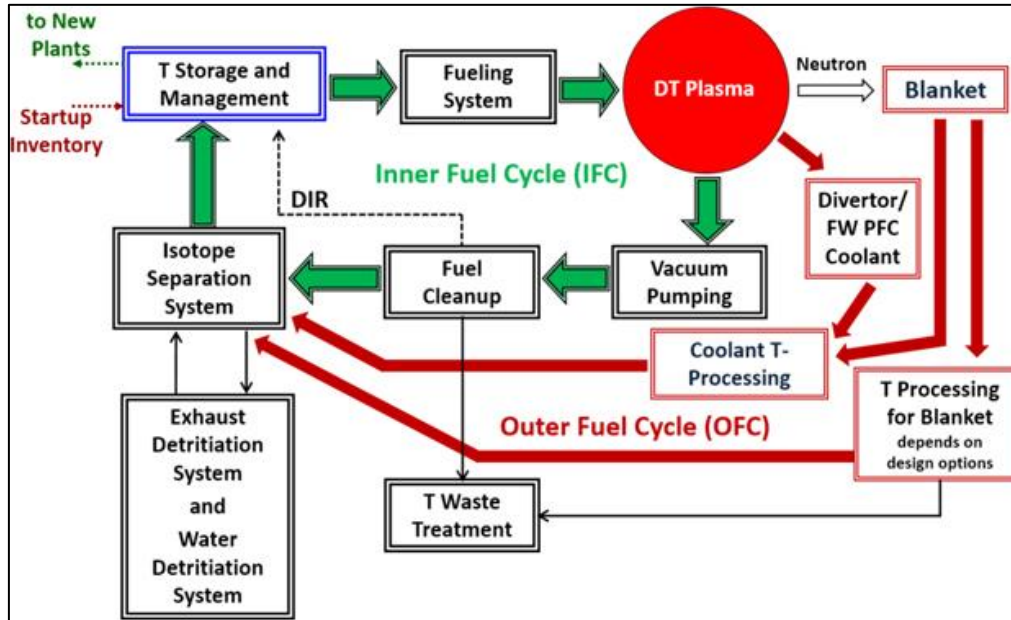 to New
Plants
T Storage and
Management
Fueling
System
DT Plasma
Neutron
Blanket
Startup
Inventory
Inner Fuel Cycle (IFC)
DIR
Divertor/
FW PFC
Coolant
Isotope
Separation
System
Fuel
Cleanup
Vacuum
Pumping
Coolant T-
Processing
T Processing
for Blanket
depends on
design options
Outer Fuel Cycle (OFC)
Exhaust
Detritiation
System
and
Water
Detritiation
System
T Waste
Treatment